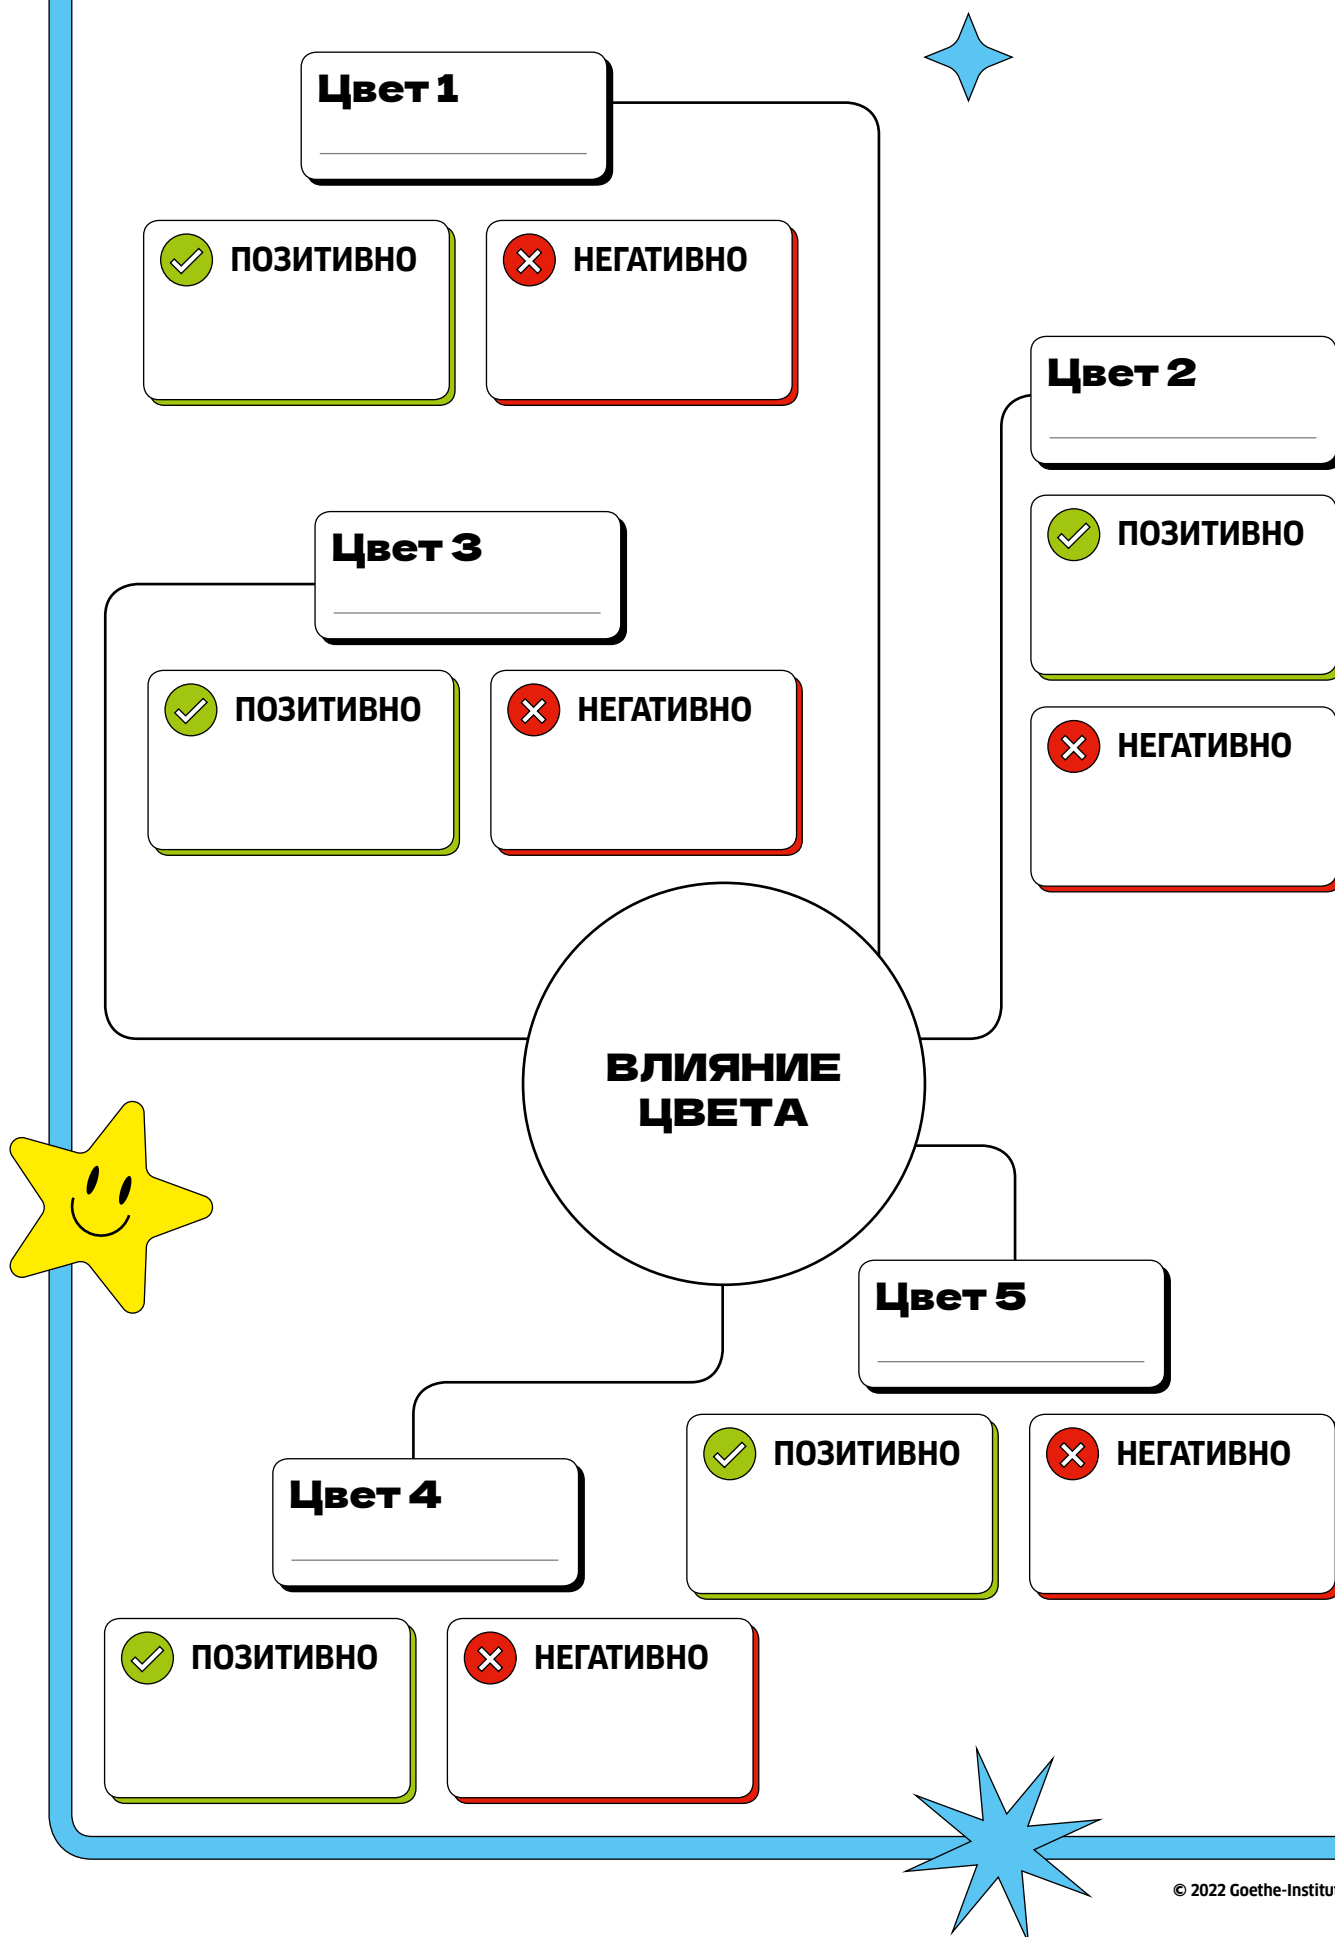 Цвет 1
ПОЗИТИВНО
НЕГАТИВНО
Цвет 2
ПОЗИТИВНО
НЕГАТИВНО
Цвет 3
ПОЗИТИВНО
НЕГАТИВНО
ВЛИЯНИЕ
ЦВЕТА
Цвет 5
ПОЗИТИВНО
НЕГАТИВНО
Цвет 4
ПОЗИТИВНО
НЕГАТИВНО
© 2022 Goethe-Institut